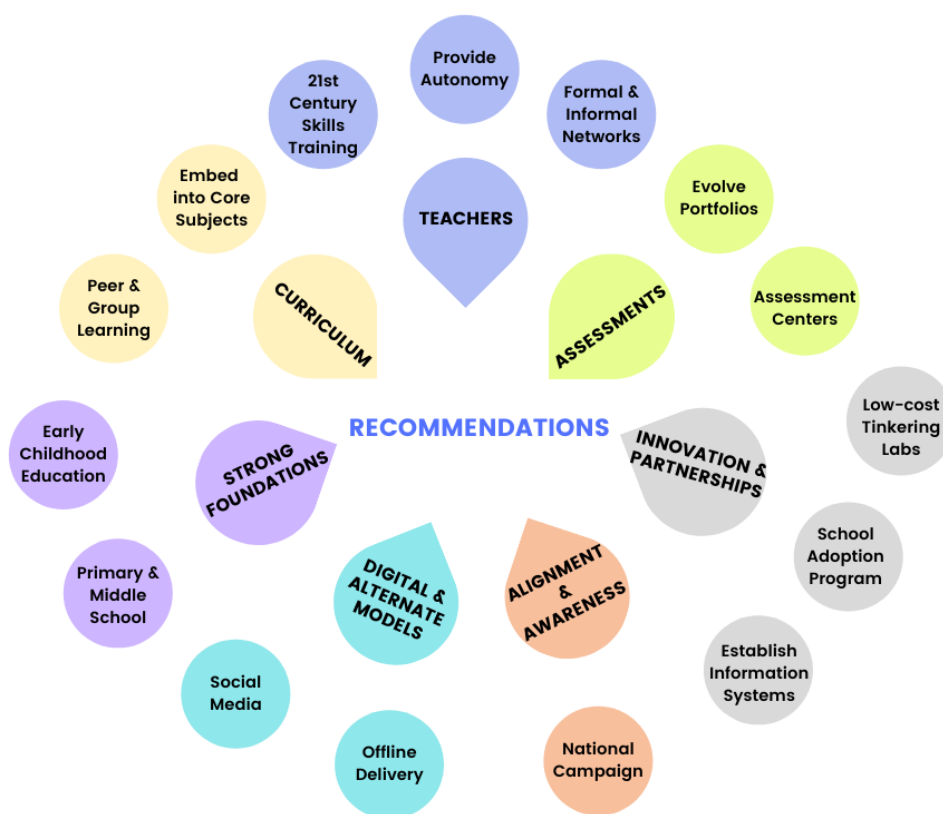 Provide
Autonomy
21st
Century
Skills
Training
Formal &
Informal
Networks
Embed
into Core
Subjects
Evolve
Portfolios
TEACHERS
Peer &
Group
Learning
CURRICULUM
ASSESSMENTS
Assessment
Centers
RECOMMENDATIONS
Early
Childhood
Education
STRONG
FOUNDATIONS
INNOVATION &
PARTNERSHIPS
Low-cost
Tinkering
Labs
School
Adoption
Program
Primary &
Middle
School
DIGITAL &
ALTERNATE
MODELS
ALIGNMENT
&
AWARENESS
Establish
Information
Systems
Social
Media
Offline
Delivery
National
Campaign